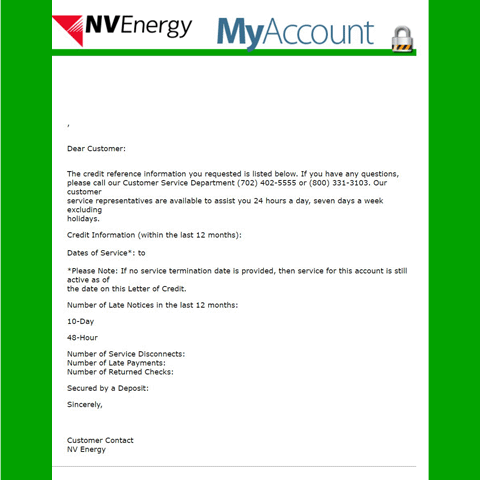 NVEnergy MyAccount
,
Dear Customer:
The credit reference information you requested is listed below. If you have any questions,
please call our Customer Service Department (702) 402-5555 or (800) 331-3103. Our
customer
service representatives are available to assist you 24 hours a day, seven days a week
excluding
holidays.
Credit Information (within the last 12 months):
Dates of Service*: to
*Please Note: If no service termination date is provided, then service for this account is still
active as of
the date on this Letter of Credit.
Number of Late Notices in the last 12 months:
10-Day
48-Hour
Number of Service Disconnects:
Number of Late Payments:
Number of Returned Checks:
Secured by a Deposit:
Sincerely,
Customer Contact
NV Energy